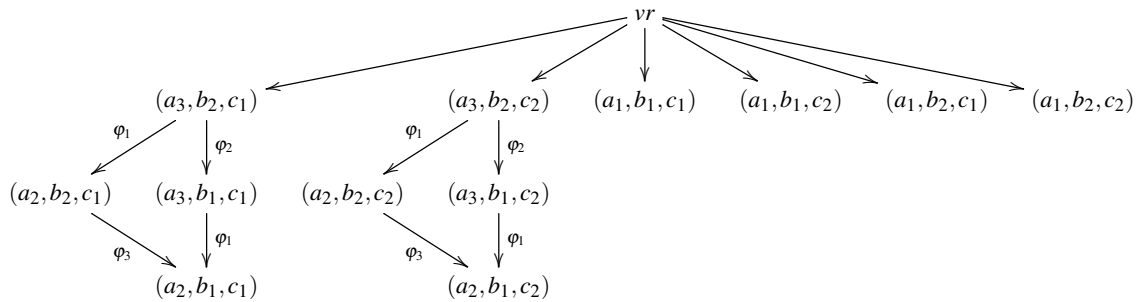 vr
(a₃, b₂, c₁) (a₃, b₂, c₂) (a₁, b₁, c₁) (a₁, b₁, c₂) (a₁, b₂, c₁) (a₁, b₂, c₂)
φ₁ φ₂ φ₁ φ₂
(a₂, b₂, c₁) (a₃, b₁, c₁) (a₂, b₂, c₂) (a₃, b₁, c₂)
φ₃ φ₁ φ₃ φ₁
(a₂, b₁, c₁) (a₂, b₁, c₂)